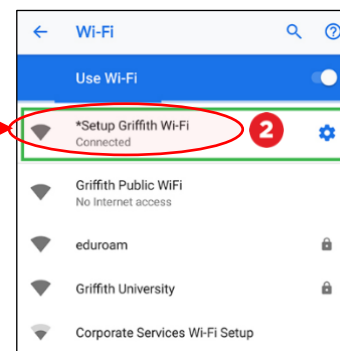 Wi-Fi
Use Wi-Fi
*Setup Griffith Wi-Fi
Connected
2
Griffith Public WiFi
No Internet access
eduroam
Griffith University
Corporate Services Wi-Fi Setup